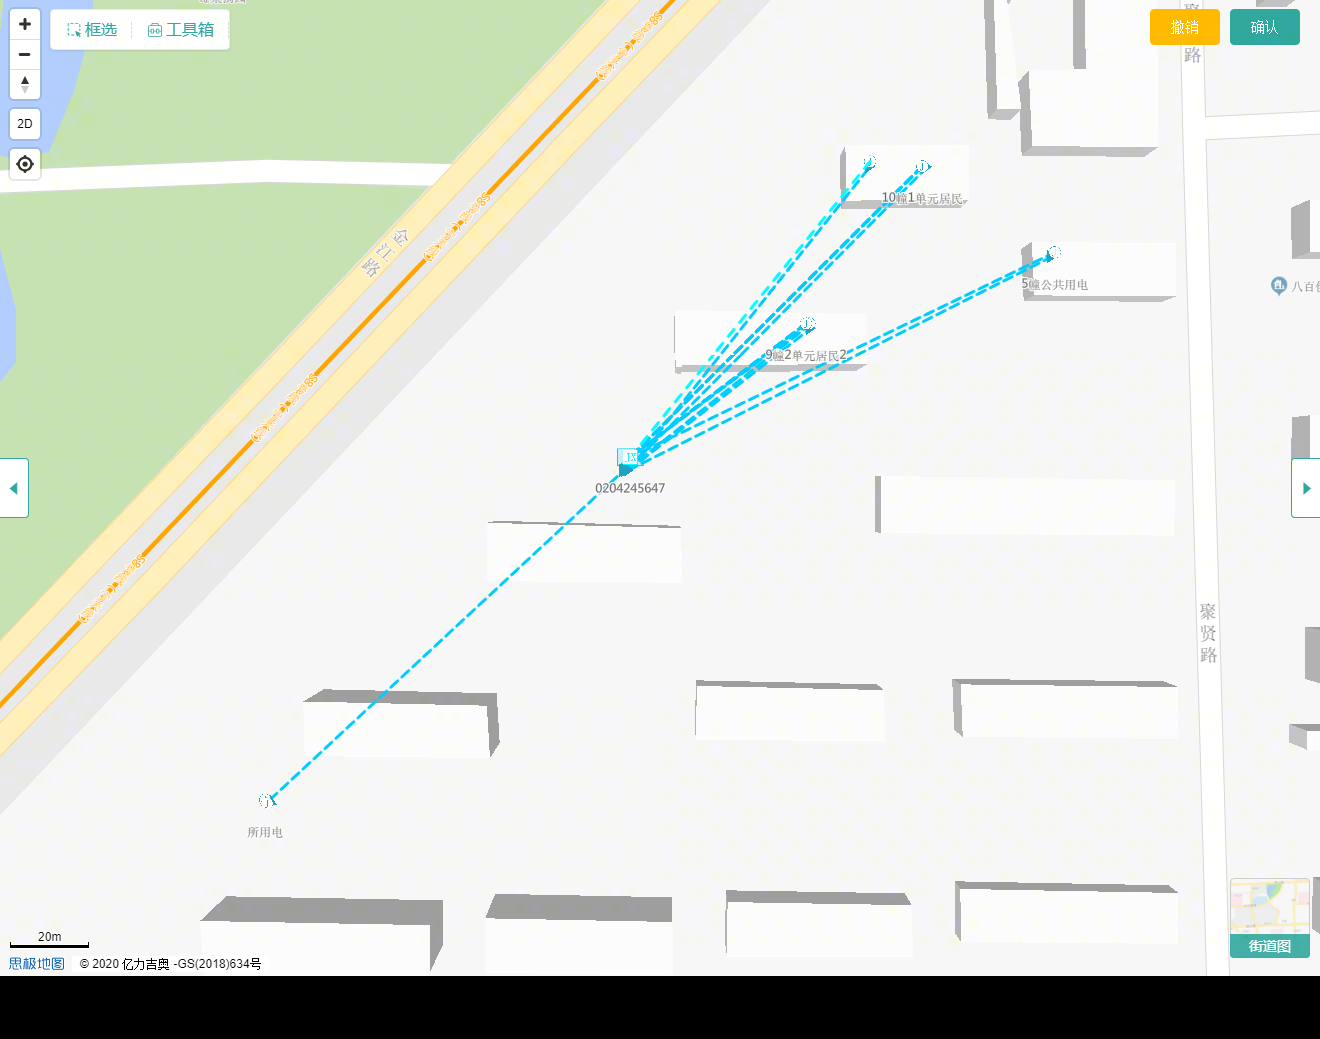 框选
工具箱
撤销
确认
2D
路
金江路
10幢1单元居民
5幢公共用电
八百
9幢2单元居民2
JX
0204245647
聚贤路
所用电
20m
思极地图 © 2020 亿力吉奥 -GS(2018)634号
街道图